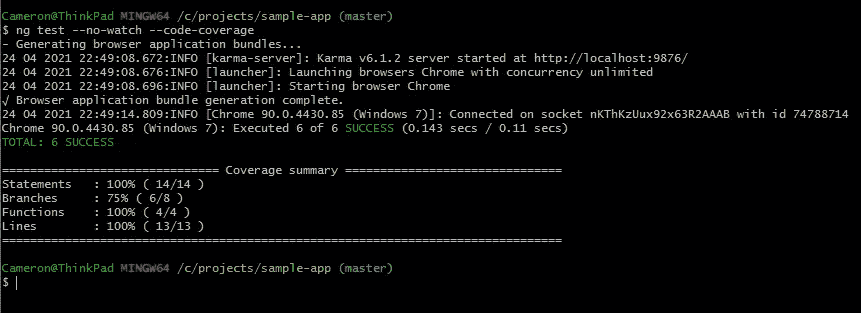 Cameron@ThinkPad MINGW64 /c/projects/sample-app (master)
$ ng test --no-watch --code-coverage
- Generating browser application bundles...
24 04 2021 22:49:08.672:INFO [karma-server]: Karma v6.1.2 server started at http://localhost:9876/
24 04 2021 22:49:08.676:INFO [launcher]: Launching browsers Chrome with concurrency unlimited
24 04 2021 22:49:08.696:INFO [launcher]: Starting browser Chrome
√ Browser application bundle generation complete.
24 04 2021 22:49:14.809:INFO [Chrome 90.0.4430.85 (Windows 7)]: Connected on socket nKThKzUux92x63R2AAAB with id 74788714
Chrome 90.0.4430.85 (Windows 7): Executed 6 of 6 SUCCESS (0.143 secs / 0.11 secs)
TOTAL: 6 SUCCESS
=============================== Coverage summary ===============================
Statements   : 100% ( 14/14 )
Branches     : 75% ( 6/8 )
Functions    : 100% ( 4/4 )
Lines        : 100% ( 13/13 )
================================================================================
Cameron@ThinkPad MINGW64 /c/projects/sample-app (master)
$